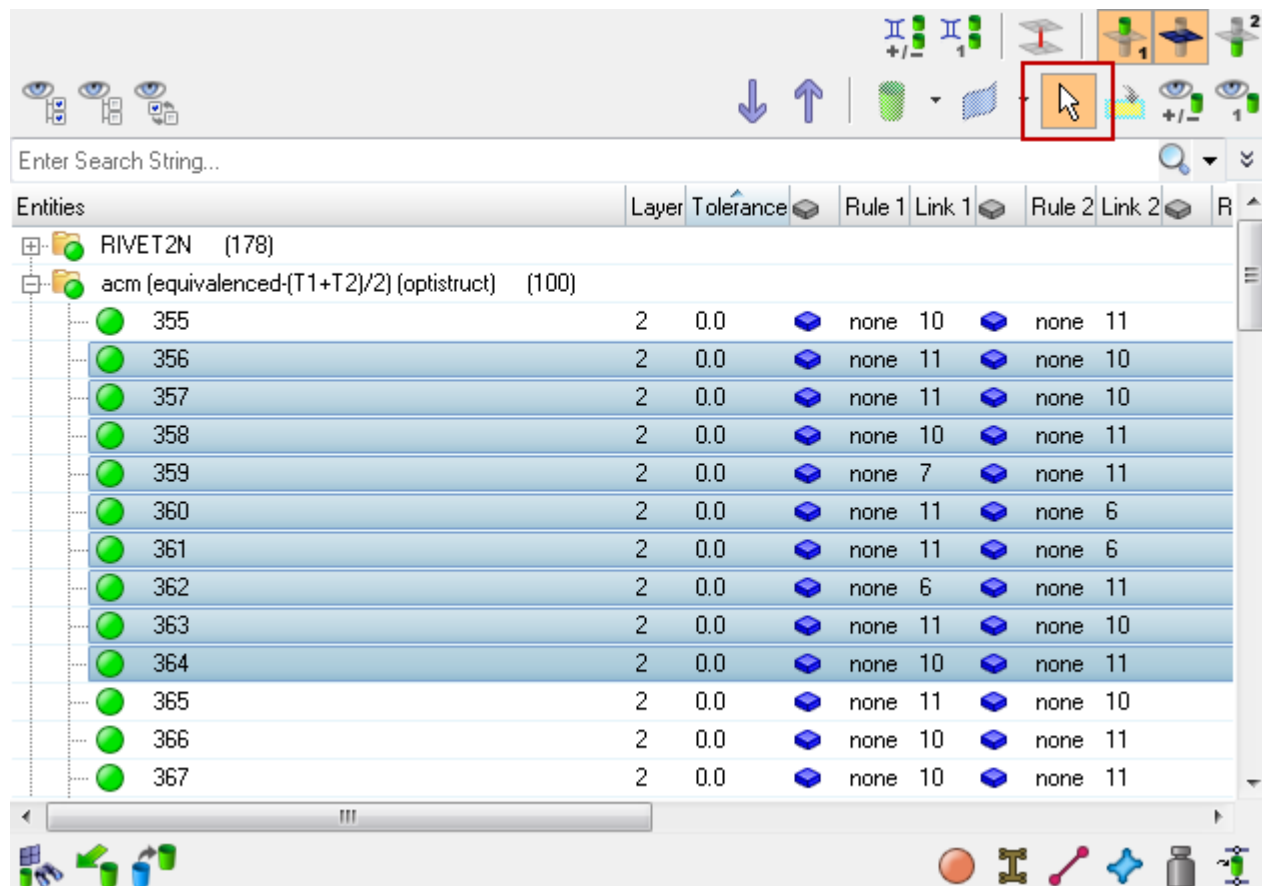 +/- 1 1 2
+/- 1
Enter Search String...
Entities Layer Tolerance Rule 1 Link 1 Rule 2 Link 2 R
RIVET2N (178)
acm (equivalenced-(T1+T2)/2) (optistruct) (100)
355 2 0.0 none 10 none 11
356 2 0.0 none 11 none 10
357 2 0.0 none 11 none 10
358 2 0.0 none 10 none 11
359 2 0.0 none 7 none 11
360 2 0.0 none 11 none 6
361 2 0.0 none 11 none 6
362 2 0.0 none 6 none 11
363 2 0.0 none 11 none 10
364 2 0.0 none 10 none 11
365 2 0.0 none 11 none 10
366 2 0.0 none 10 none 11
367 2 0.0 none 10 none 11